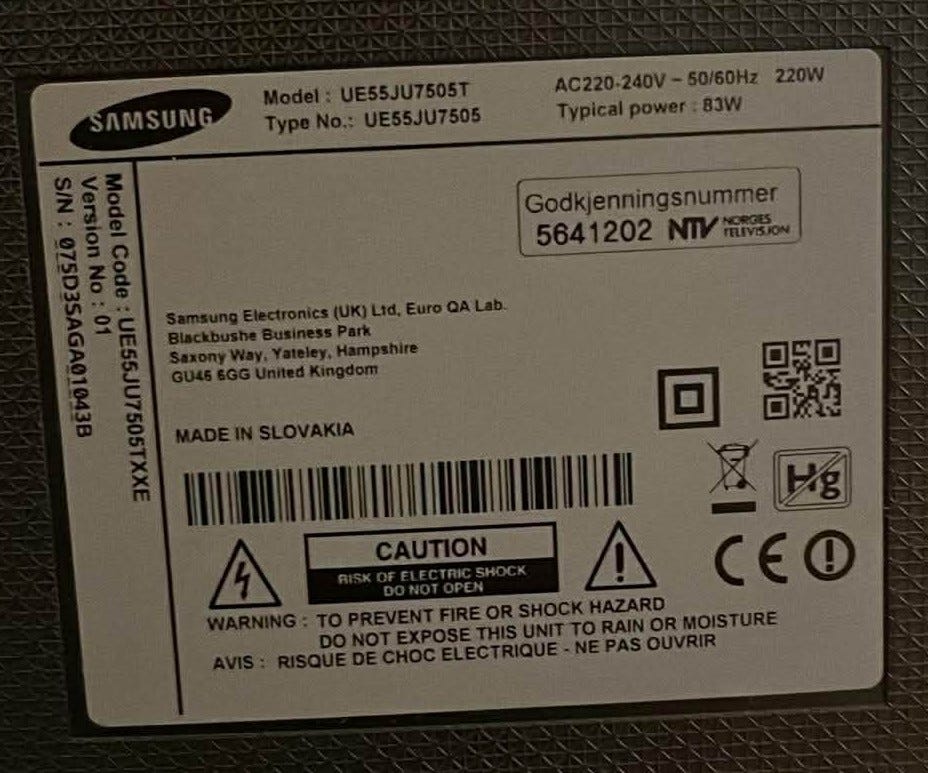 SAMSUNG
Model : UE55JU7505T
Type No.: UE55JU7505
AC220-240V ~ 50/60Hz 220W
Typical power : 83W
Model Code : UE55JU7505TXXE
Version No : 01
S/N : 075D3SAGA01043B
Godkjenningsnummer
5641202 NTV NORGES TELEVISJON
Samsung Electronics (UK) Ltd, Euro QA Lab.
Blackbushe Business Park
Saxony Way, Yateley, Hampshire
GU46 6GG United Kingdom
MADE IN SLOVAKIA
Hg
CE
CAUTION
RISK OF ELECTRIC SHOCK
DO NOT OPEN
WARNING : TO PREVENT FIRE OR SHOCK HAZARD
DO NOT EXPOSE THIS UNIT TO RAIN OR MOISTURE
AVIS : RISQUE DE CHOC ELECTRIQUE - NE PAS OUVRIR